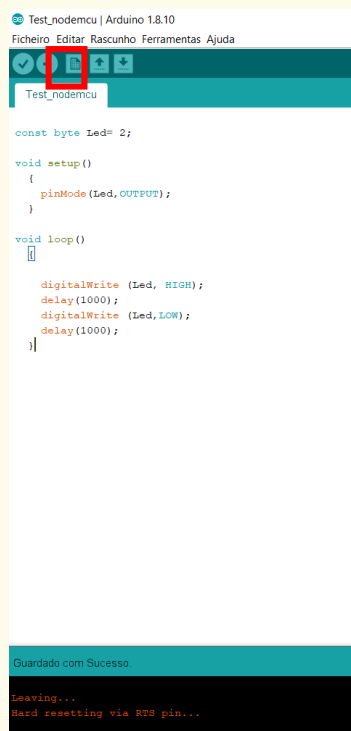 Test_nodemcu | Arduino 1.8.10
Ficheiro Editar Rascunho Ferramentas Ajuda
Test_nodemcu
const byte Led= 2;
void setup()
{
pinMode(Led,OUTPUT);
}
void loop()
{
digitalWrite (Led, HIGH);
delay(1000);
digitalWrite (Led,LOW);
delay(1000);
}
Guardado com Sucesso.
Leaving...
Hard resetting via RTS pin...